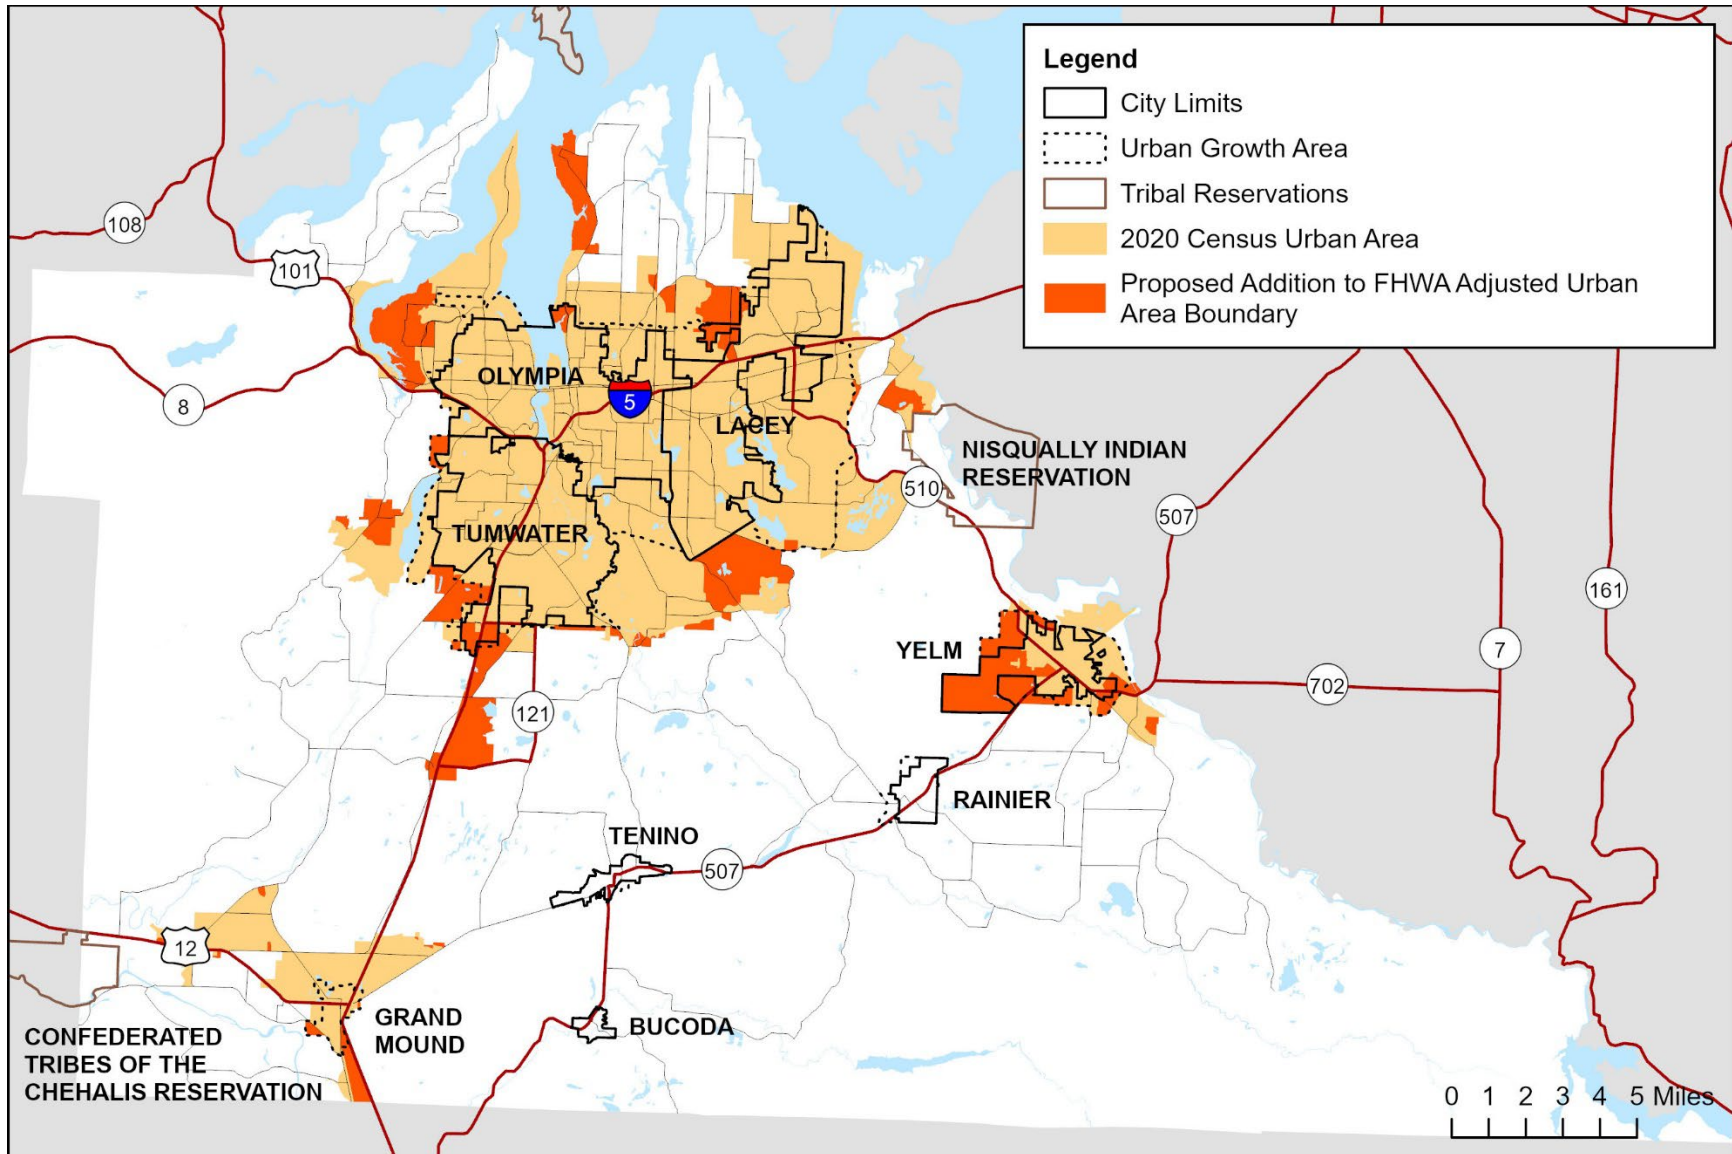 Legend
City Limits
Urban Growth Area
Tribal Reservations
2020 Census Urban Area
Proposed Addition to FHWA Adjusted Urban
Area Boundary
108
101
8
OLYMPIA
5
LACEY
NISQUALLY INDIAN
RESERVATION
510
507
TUMWATER
161
YELM
7
702
121
RAINIER
TENINO
507
12
GRAND
MOUND
BUCODA
CONFEDERATED
TRIBES OF THE
CHEHALIS RESERVATION
0 1 2 3 4 5 Miles